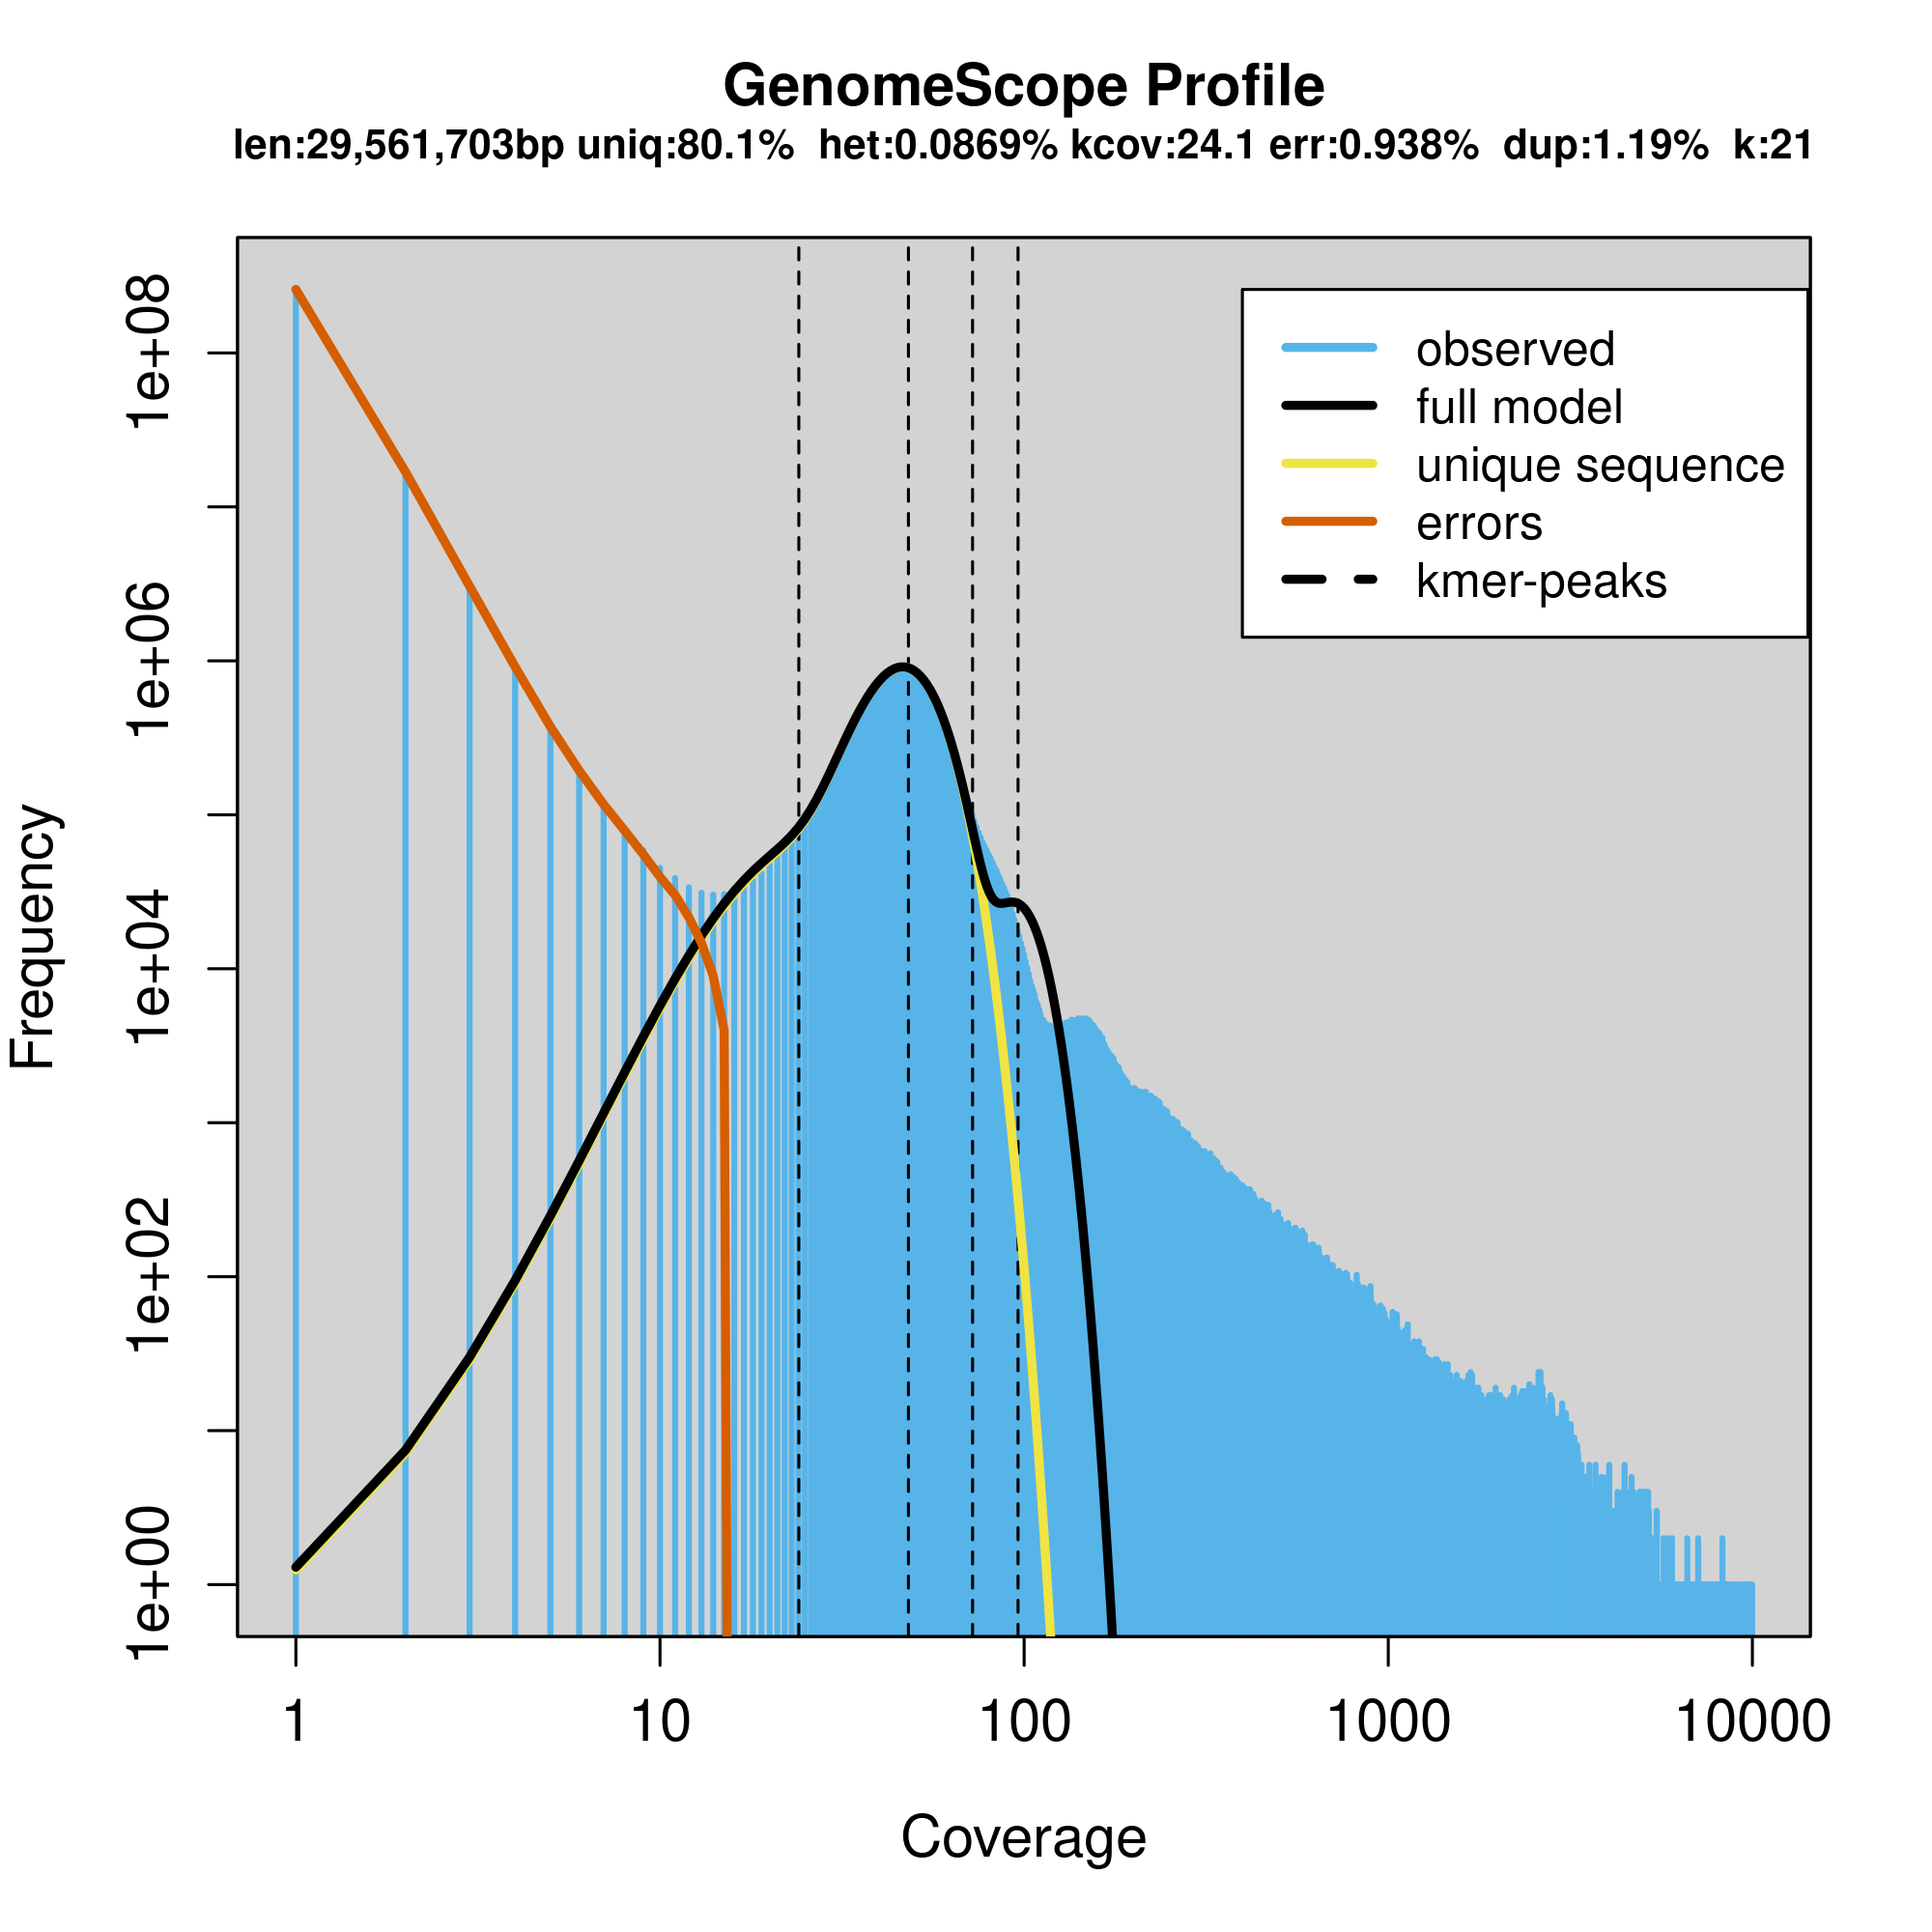 GenomeScope Profile
len:29,561,703bp uniq:80.1% het:0.0869% kcov:24.1 err:0.938% dup:1.19% k:21
observed
full model
unique sequence
errors
kmer-peaks
Frequency
1e+08
1e+06
1e+04
1e+02
1e+00
1
10
100
1000
10000
Coverage